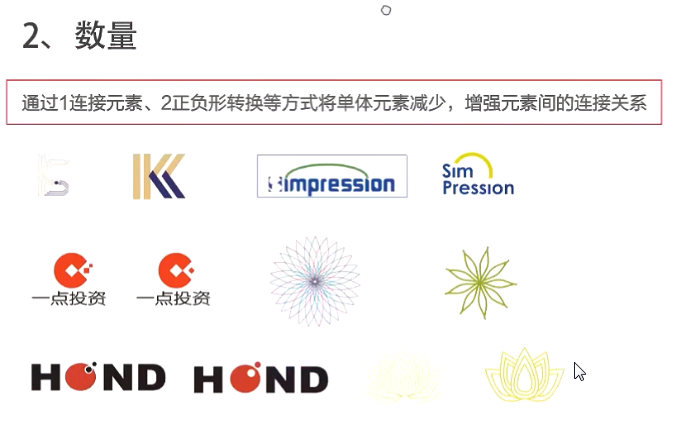 2、数量
通过1连接元素、2正负形转换等方式将单体元素减少，增强元素间的连接关系
KK
Simpression
Sim
Pression
一点投资
一点投资
HOND
HOND